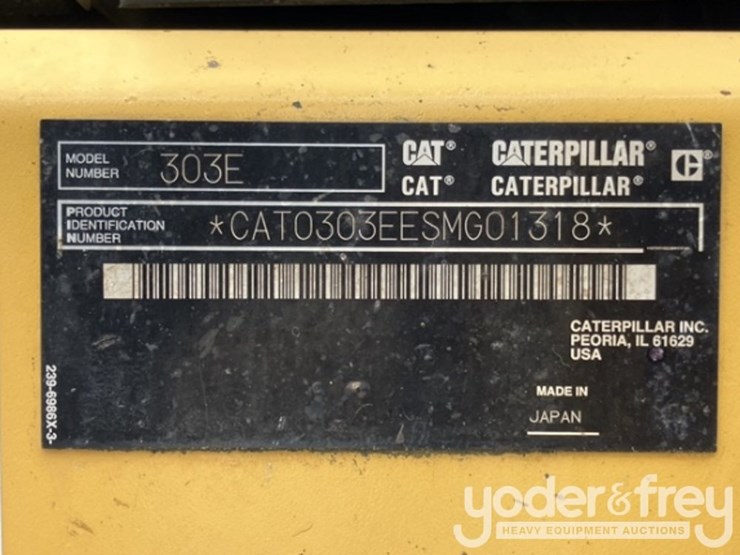 MODEL
NUMBER
303E
CAT® CATERPILLAR®
CAT® CATERPILLAR®
C®
PRODUCT
IDENTIFICATION
NUMBER
*CAT0303EESMG01318*
CATERPILLAR INC.
PEORIA, IL 61629
USA
239-6986X-3-
MADE IN
JAPAN
yoder&frey
HEAVY EQUIPMENT AUCTIONS